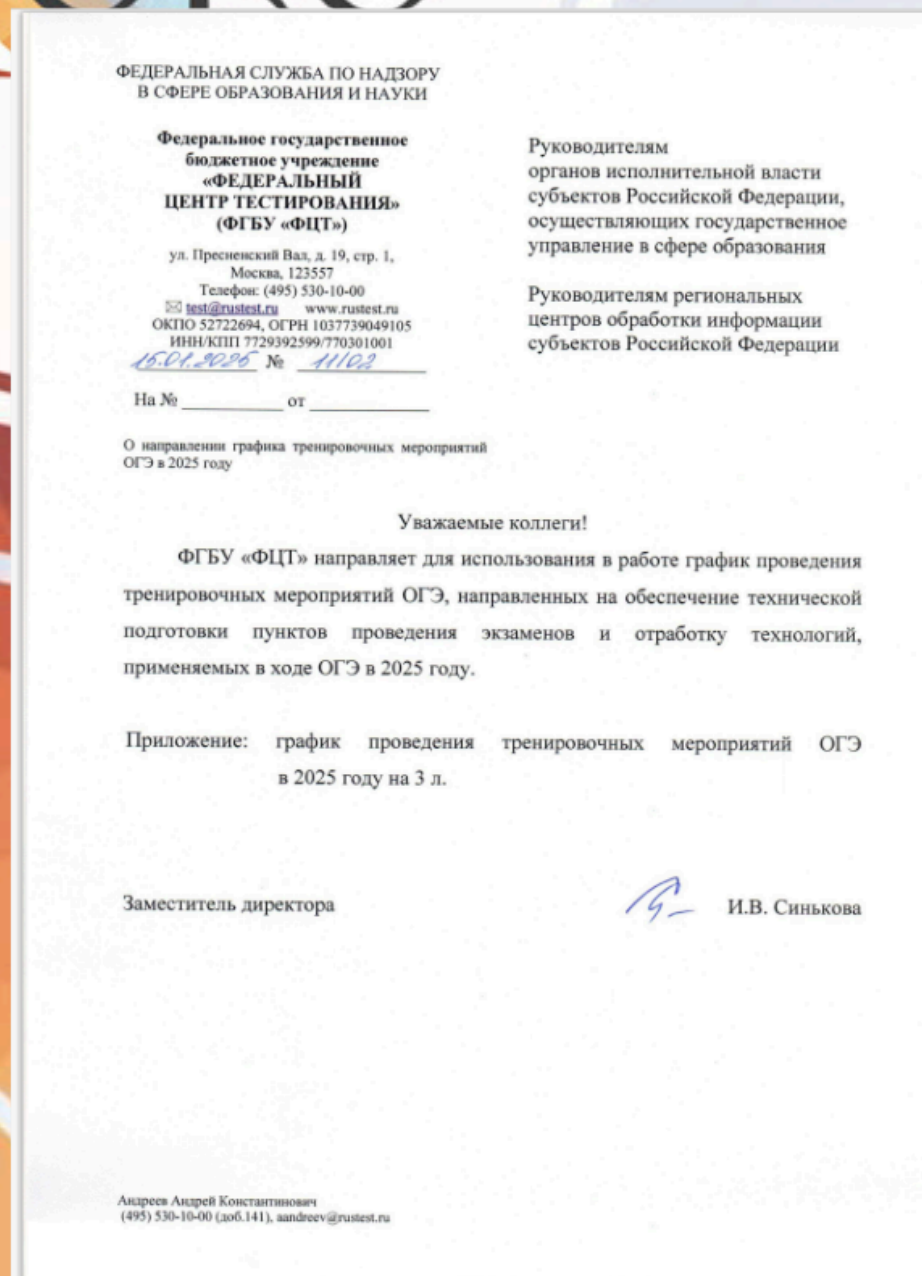 ФЕДЕРАЛЬНАЯ СЛУЖБА ПО НАДЗОРУ
В СФЕРЕ ОБРАЗОВАНИЯ И НАУКИ
Федеральное государственное
бюджетное учреждение
«ФЕДЕРАЛЬНЫЙ
ЦЕНТР ТЕСТИРОВАНИЯ»
(ФГБУ «ФЦТ»)
ул. Пресненский Вал, д. 19, стр. 1,
Москва, 123557
Телефон: (495) 530-10-00
test@rustest.ru www.rustest.ru
ОКПО 52722694, ОГРН 1037739049105
ИНН/КПП 7729392599/770301001
15.01.2025 № 11/02
На № от
О направлении графика тренировочных мероприятий
ОГЭ в 2025 году
Руководителям
органов исполнительной власти
субъектов Российской Федерации,
осуществляющих государственное
управление в сфере образования
Руководителям региональных
центров обработки информации
субъектов Российской Федерации
Уважаемые коллеги!
ФГБУ «ФЦТ» направляет для использования в работе график проведения
тренировочных мероприятий ОГЭ, направленных на обеспечение технической
подготовки пунктов проведения экзаменов и отработку технологий,
применяемых в ходе ОГЭ в 2025 году.
Приложение: график проведения тренировочных мероприятий ОГЭ
в 2025 году на 3 л.
Заместитель директора И.В. Синькова
Андреев Андрей Константинович
(495) 530-10-00 (доб.141), aandreev@rustest.ru